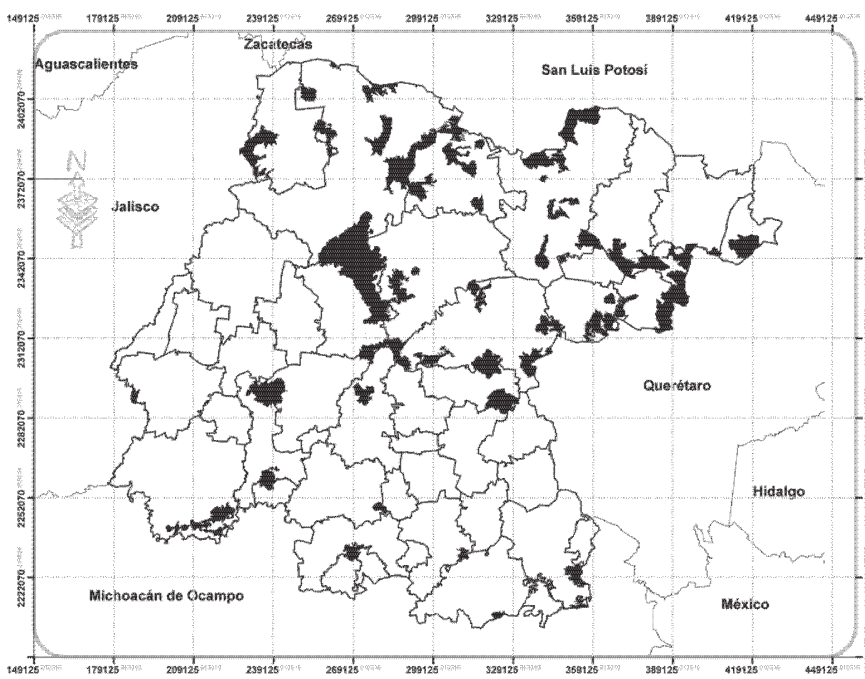 149125 179125 209125 239125 269125 299125 329125 359125 389125 419125 449125
Zacatecas
Aguascalientes
San Luis Potosí
2402070
N
2372070
Jalisco
2342070
2312070
Querétaro
2282070
Hidalgo
2252070
2222070
Michoacán de Ocampo
México
149125 179125 209125 239125 269125 299125 329125 359125 389125 419125 449125